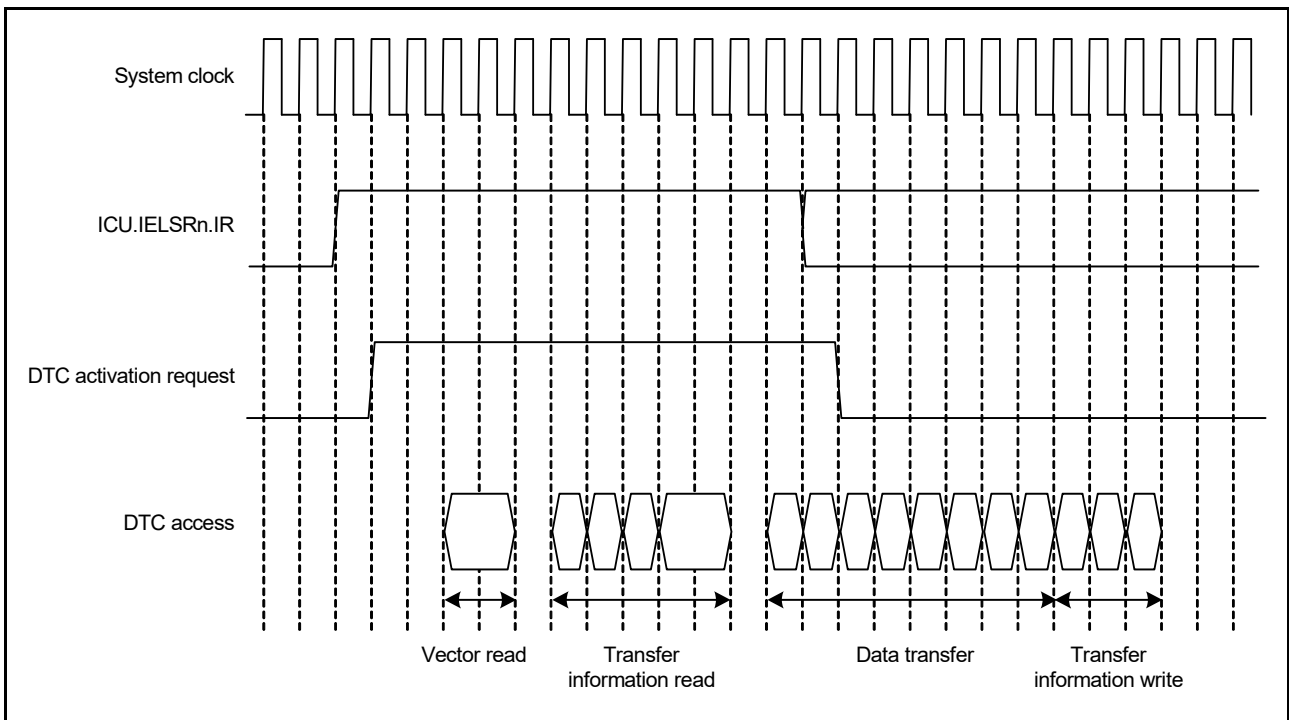 System clock
ICU.IELSRn.IR
DTC activation request
DTC access
Vector read
Transfer
information read
Data transfer
Transfer
information write